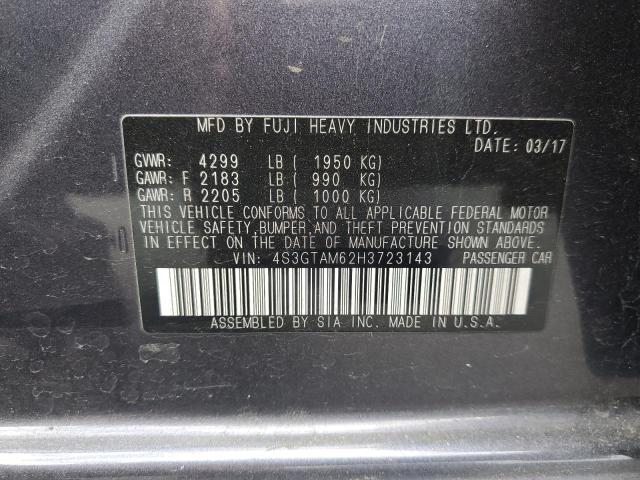 MFD BY FUJI HEAVY INDUSTRIES LTD.
DATE: 03/17
GVWR: 4299 LB ( 1950 KG)
GAWR: F 2183 LB ( 990 KG)
GAWR: R 2205 LB ( 1000 KG)
THIS VEHICLE CONFORMS TO ALL APPLICABLE FEDERAL MOTOR
VEHICLE SAFETY, BUMPER, AND THEFT PREVENTION STANDARDS
IN EFFECT ON THE DATE OF MANUFACTURE SHOWN ABOVE.
VIN: 4S3GTAM62H3723143 PASSENGER CAR
ASSEMBLED BY SIA INC. MADE IN U.S.A.